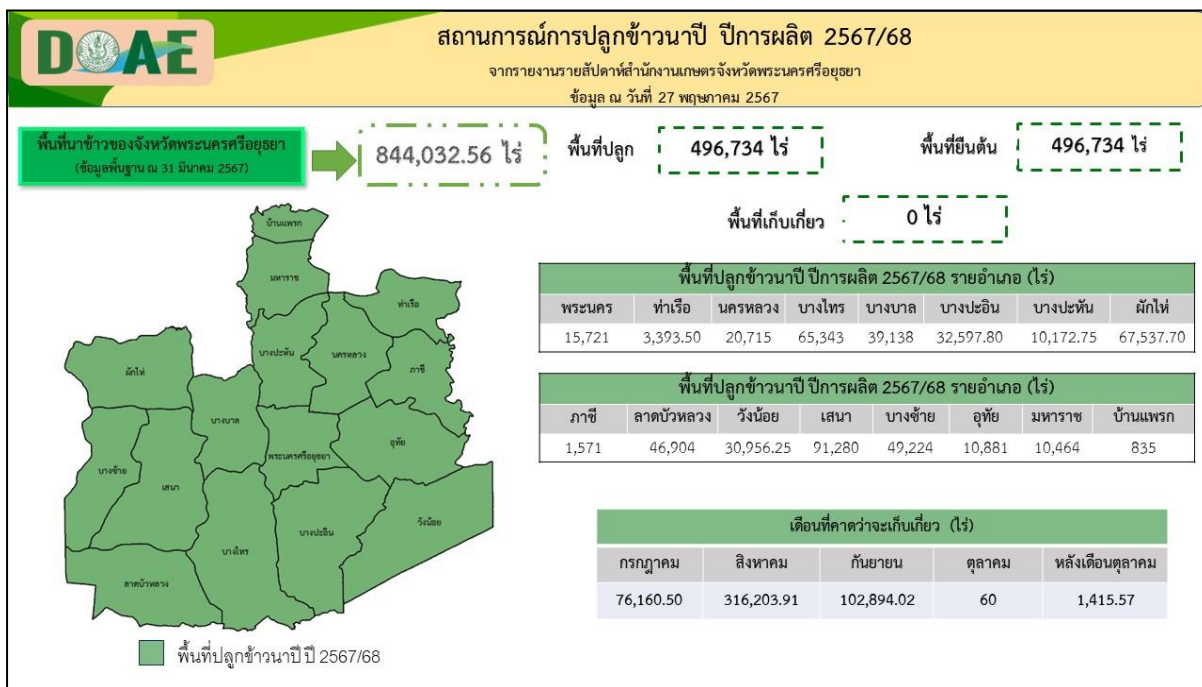 DOAE
สถานการณ์การปลูกข้าวนาปี ปีการผลิต 2567/68
จากรายงานรายสัปดาห์สำนักงานเกษตรจังหวัดพระนครศรีอยุธยา
ข้อมูล ณ วันที่ 27 พฤษภาคม 2567
พื้นที่นาข้าวของจังหวัดพระนครศรีอยุธยา
(ข้อมูลพื้นฐาน ณ 31 มีนาคม 2567)
844,032.56 ไร่
พื้นที่ปลูก 496,734 ไร่
พื้นที่ยืนต้น 496,734 ไร่
พื้นที่เก็บเกี่ยว 0 ไร่
บ้านแพรก
มหาราช
ท่าเรือ
บางปะหัน
นครหลวง
ภาชี
ผักไห่
บางบาล
อุทัย
พระนครศรีอยุธยา
บางซ้าย
เสนา
วังน้อย
บางปะอิน
บางไทร
ลาดบัวหลวง
พื้นที่ปลูกข้าวนาปี ปี 2567/68
พื้นที่ปลูกข้าวนาปี ปีการผลิต 2567/68 รายอำเภอ (ไร่)
พระนคร ท่าเรือ นครหลวง บางไทร บางบาล บางปะอิน บางปะหัน ผักไห่
15,721 3,393.50 20,715 65,343 39,138 32,597.80 10,172.75 67,537.70
พื้นที่ปลูกข้าวนาปี ปีการผลิต 2567/68 รายอำเภอ (ไร่)
ภาชี ลาดบัวหลวง วังน้อย เสนา บางซ้าย อุทัย มหาราช บ้านแพรก
1,571 46,904 30,956.25 91,280 49,224 10,881 10,464 835
เดือนที่คาดว่าจะเก็บเกี่ยว (ไร่)
กรกฎาคม สิงหาคม กันยายน ตุลาคม หลังเดือนตุลาคม
76,160.50 316,203.91 102,894.02 60 1,415.57